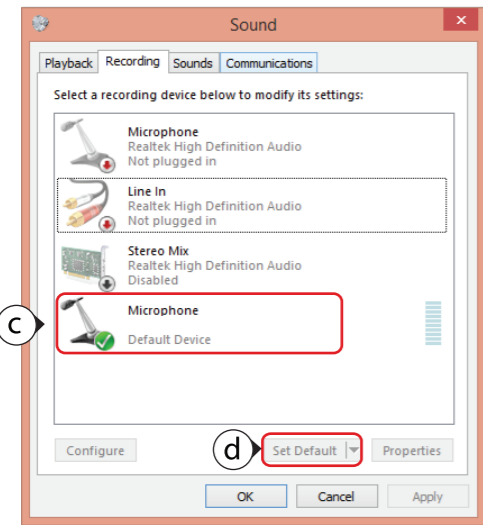 Sound
Playback Recording Sounds Communications
Select a recording device below to modify its settings:
Microphone
Realtek High Definition Audio
Not plugged in
Line In
Realtek High Definition Audio
Not plugged in
Stereo Mix
Realtek High Definition Audio
Disabled
c
Microphone
Default Device
Configure d Set Default Properties
OK Cancel Apply